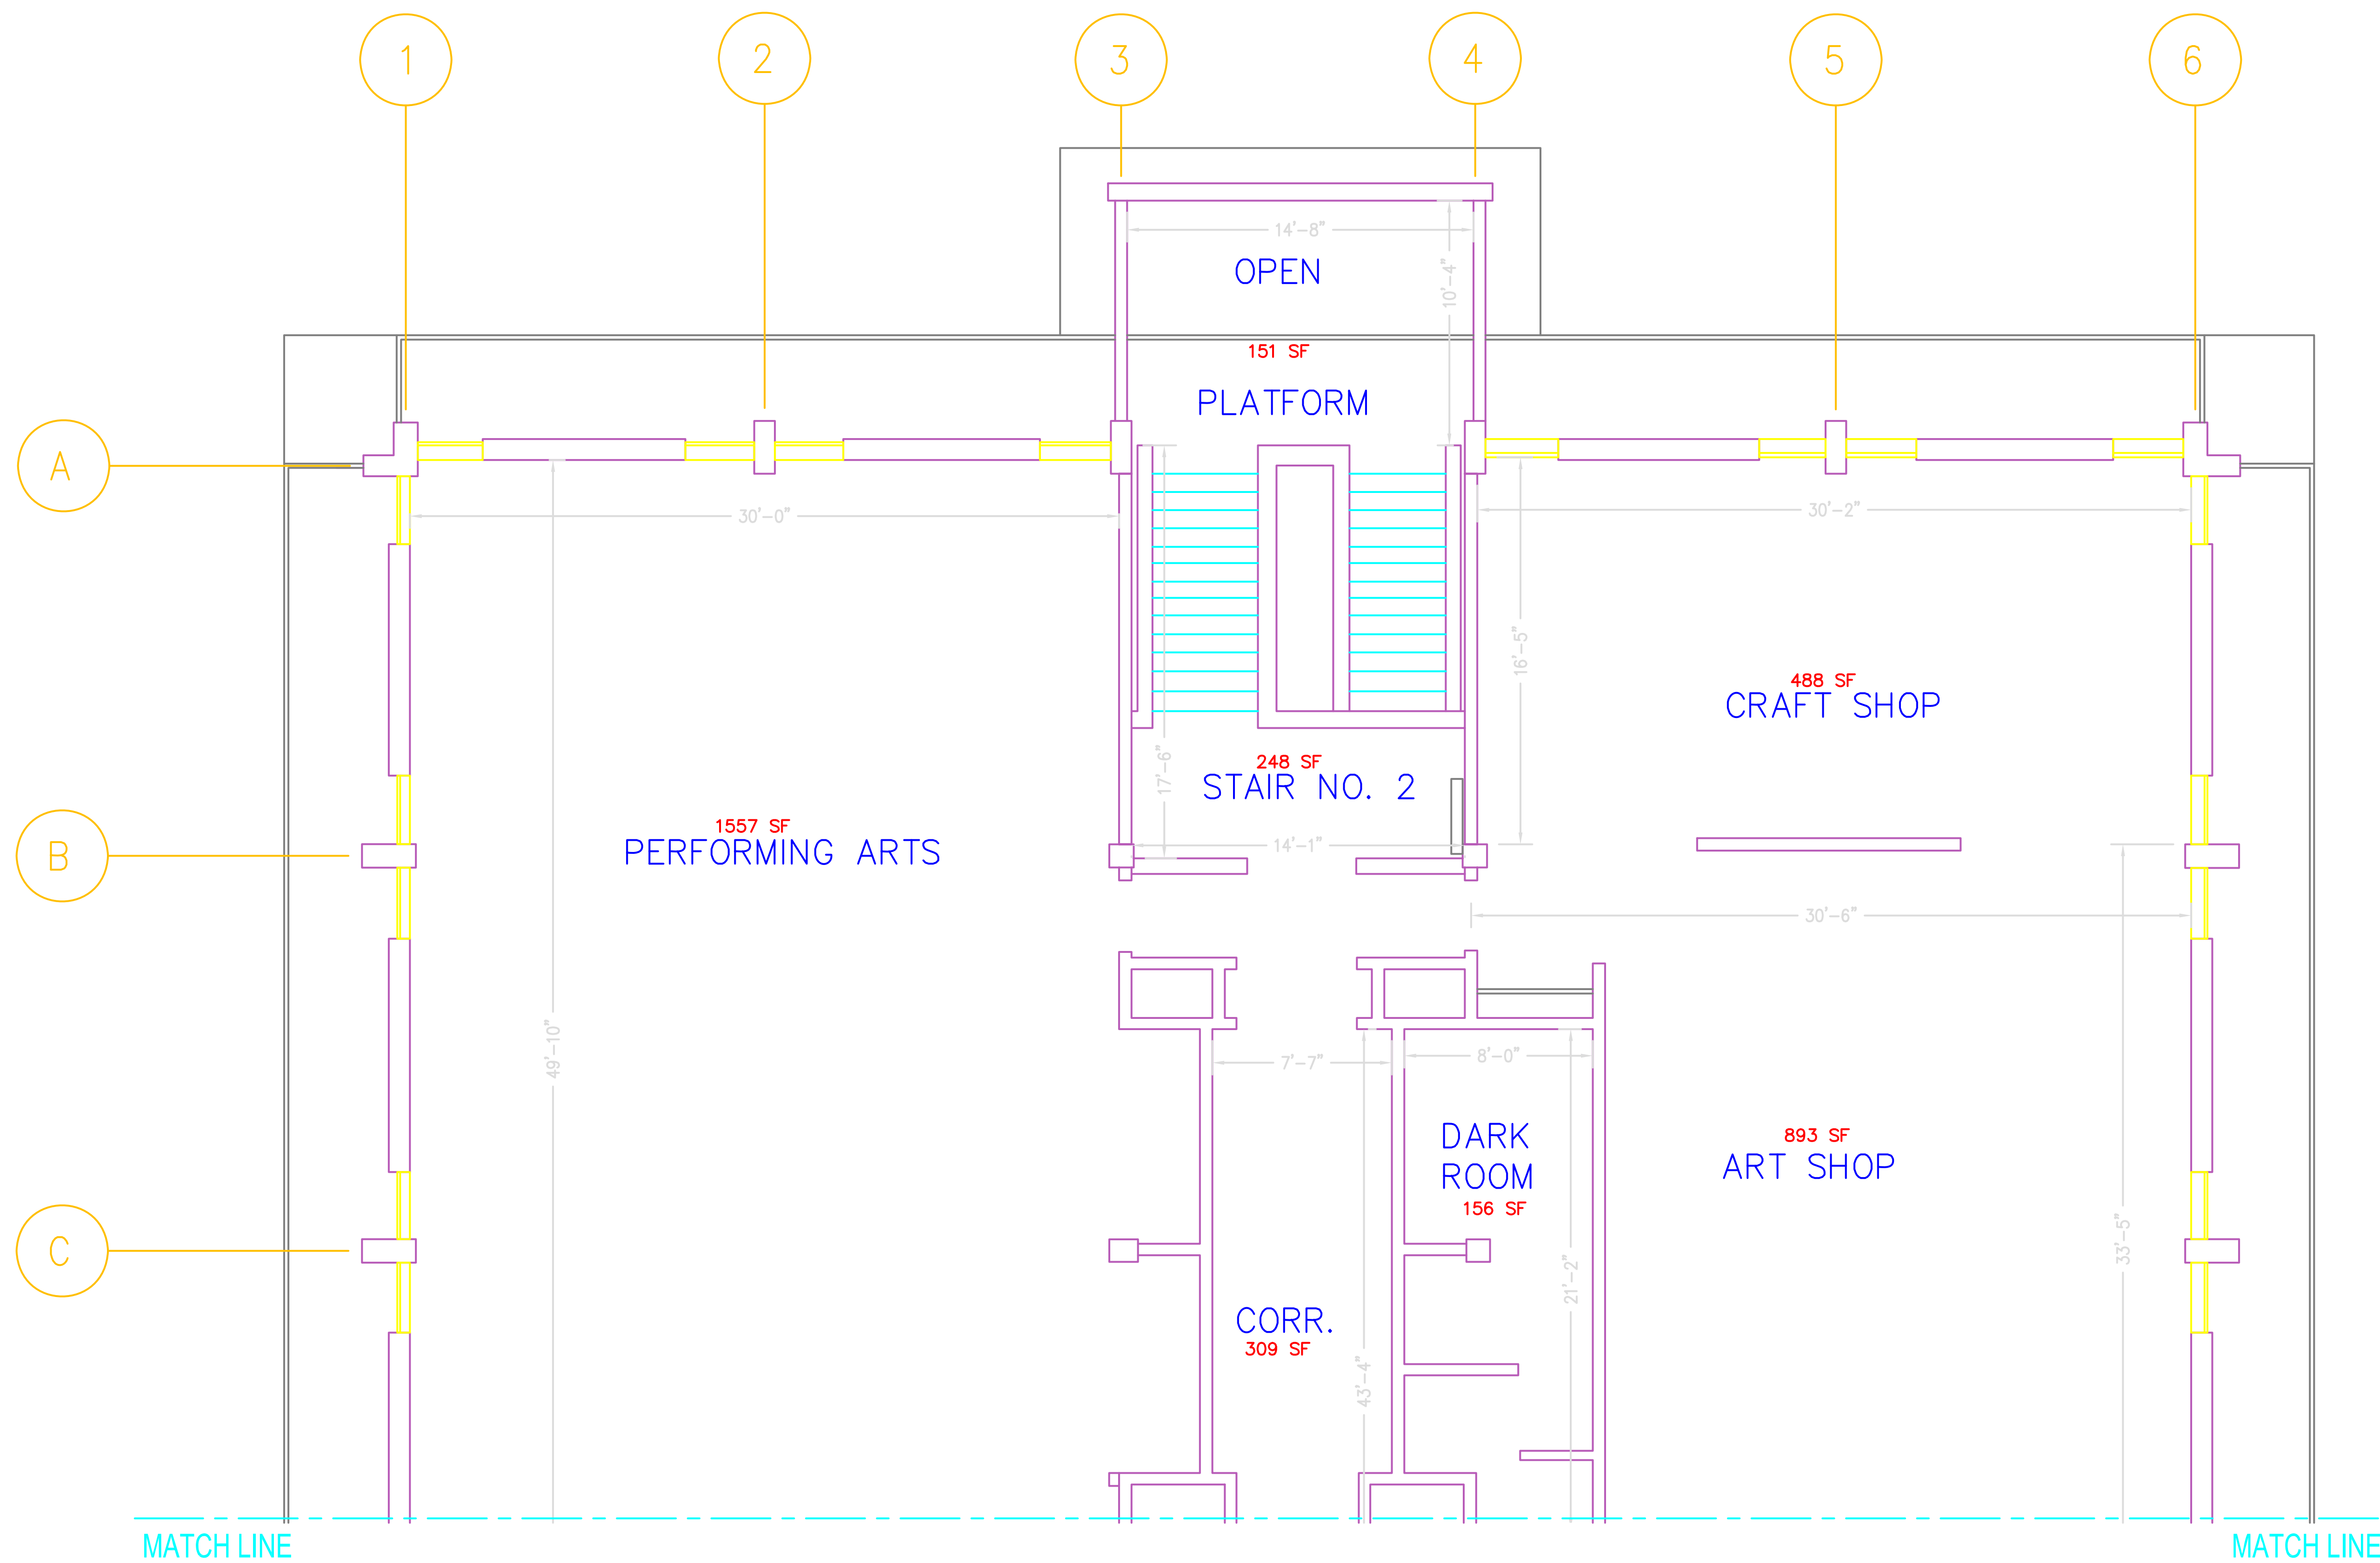 1
2
3
4
5
6
14'-8"
OPEN
10'-4"
151 SF
PLATFORM
A
30'-0"
30'-2"
16'-5"
488 SF
CRAFT SHOP
17'-6"
248 SF
STAIR NO. 2
1557 SF
PERFORMING ARTS
14'-1"
B
30'-6"
49'-10"
7'-7"
8'-0"
DARK
ROOM
156 SF
893 SF
ART SHOP
C
33'-5"
21'-2"
CORR.
309 SF
43'-4"
MATCH LINE
MATCH LINE